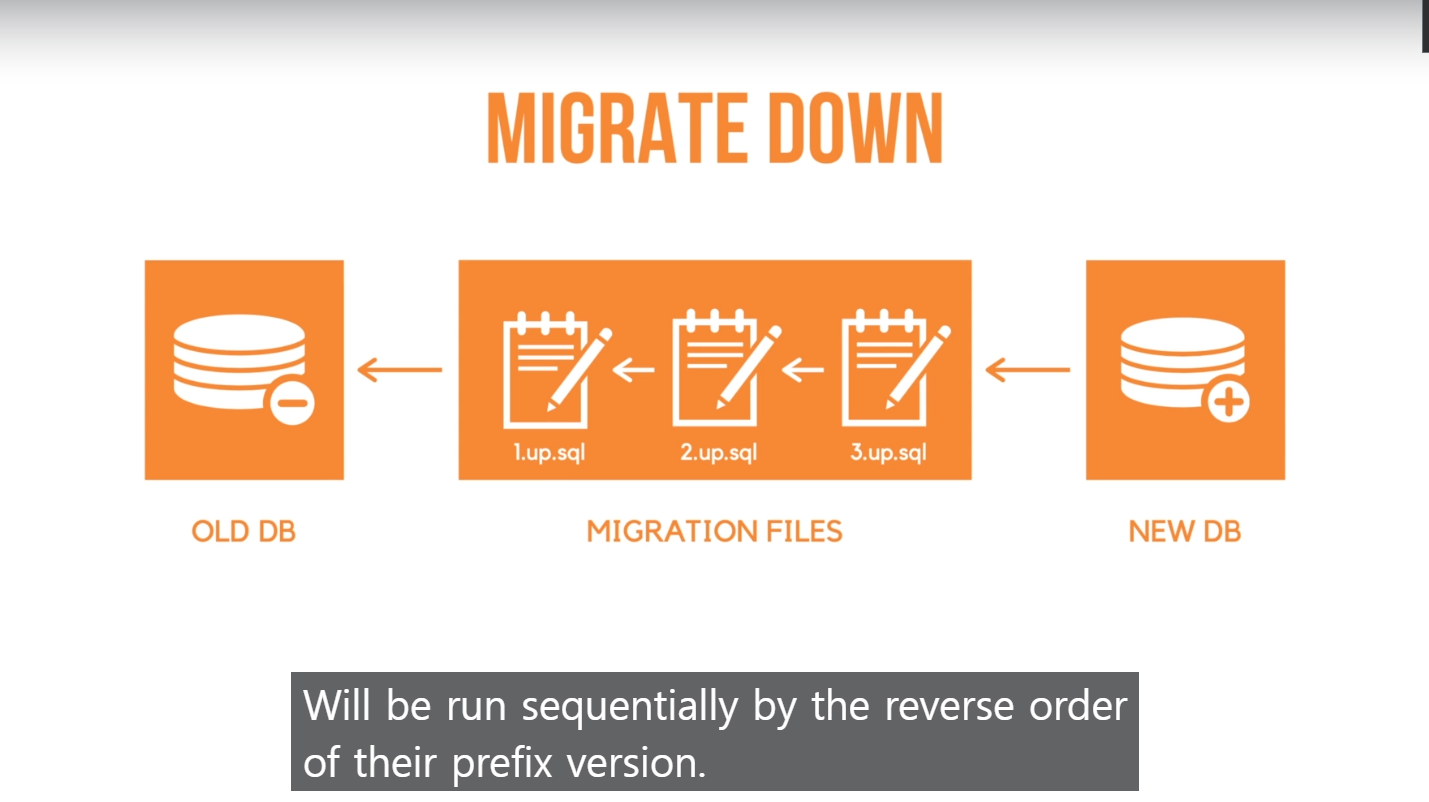 MIGRATE DOWN
1.up.sql
2.up.sql
3.up.sql
OLD DB
MIGRATION FILES
NEW DB
Will be run sequentially by the reverse order
of their prefix version.